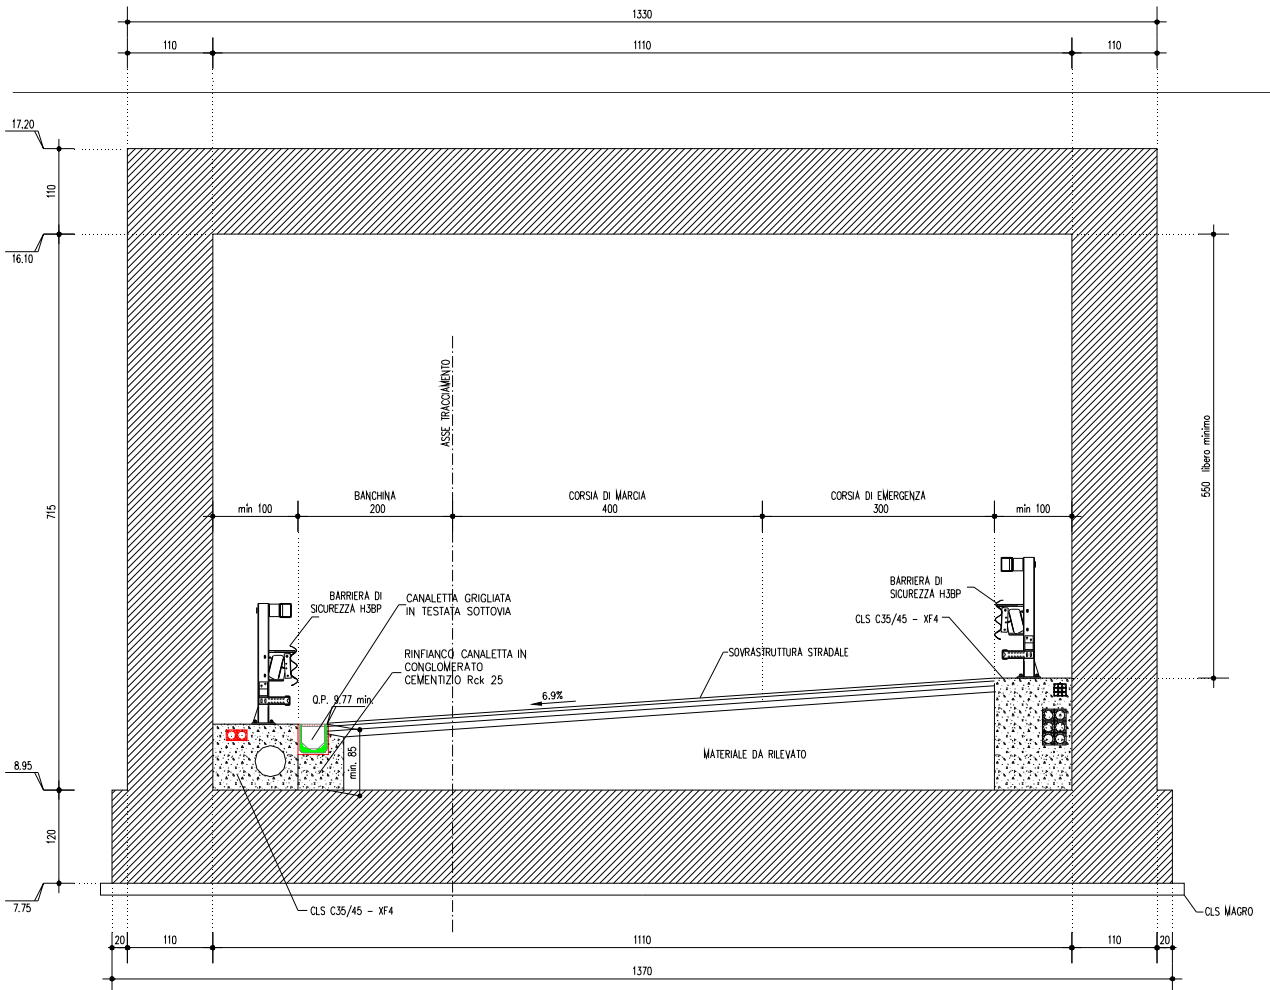 1330
110
1110
110
17.20
110
16.10
ASSE TRACCIAMENTO
550 libero minimo
715
BANCHINA
CORSIA DI MARCIA
CORSIA DI EMERGENZA
min 100
200
400
300
min 100
BARRIERA DI
SICUREZZA H3BP
CANALETTA GRIGLIATA
IN TESTATA SOTTOVIA
BARRIERA DI
SICUREZZA H3BP
CLS C35/45 - XF4
RINFIANCO CANALETTA IN
CONGLOMERATO
CEMENTIZIO Rck 25
SOVRASTRUTTURA STRADALE
Q.P. 9.77 min.
6.9%
min. 85
MATERIALE DA RILEVATO
8.95
120
7.75
CLS C35/45 - XF4
CLS MAGRO
20
110
1110
110
20
1370